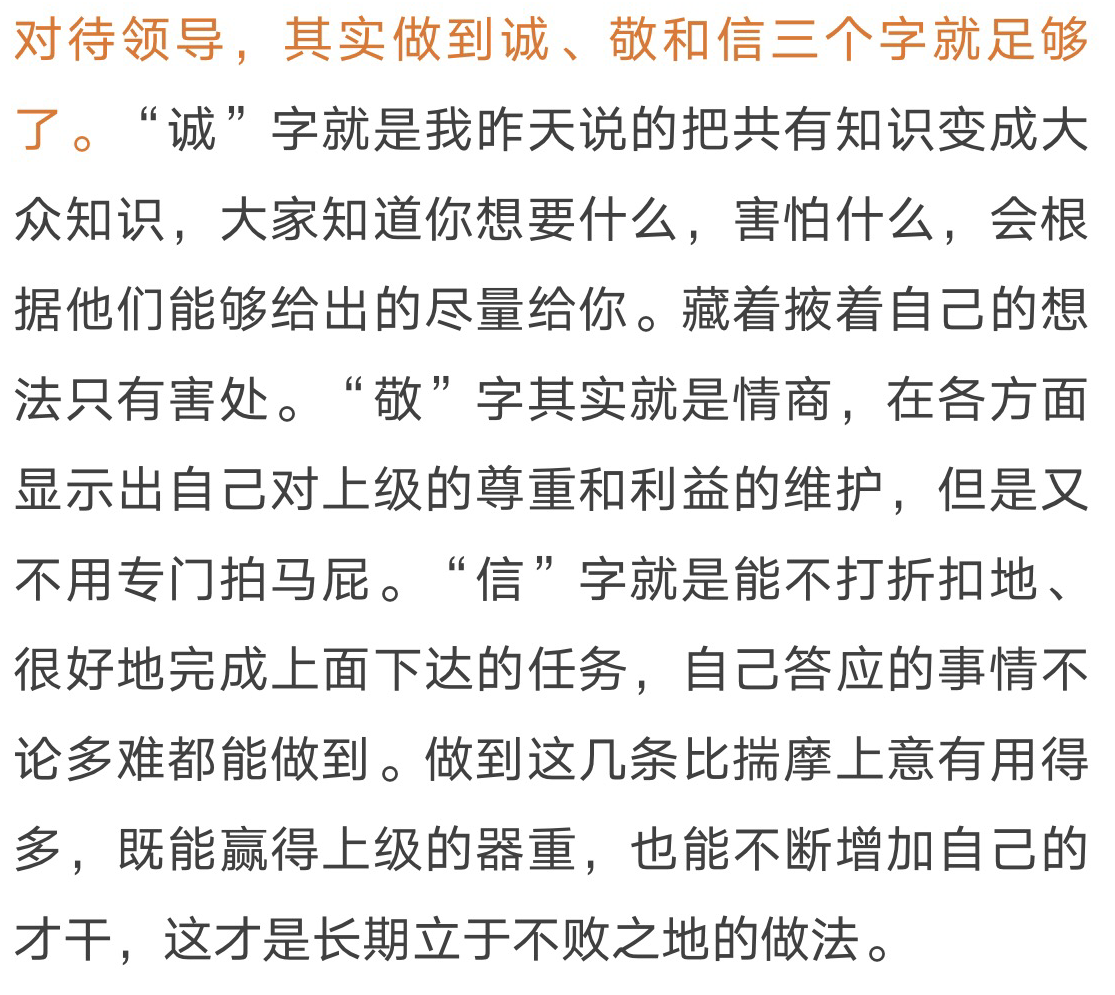 对待领导，其实做到诚、敬和信三个字就足够
了。“诚”字就是我昨天说的把共有知识变成大
众知识，大家知道你想要什么，害怕什么，会根
据他们能够给出的尽量给你。藏着掖着自己的想
法只有害处。“敬”字其实就是情商，在各方面
显示出自己对上级的尊重和利益的维护，但是又
不用专门拍马屁。“信”字就是能不打折扣地、
很好地完成上面下达的任务，自己答应的事情不
论多难都能做到。做到这几条比揣摩上意有用得
多，既能赢得上级的器重，也能不断增加自己的
才干，这才是长期立于不败之地的做法。